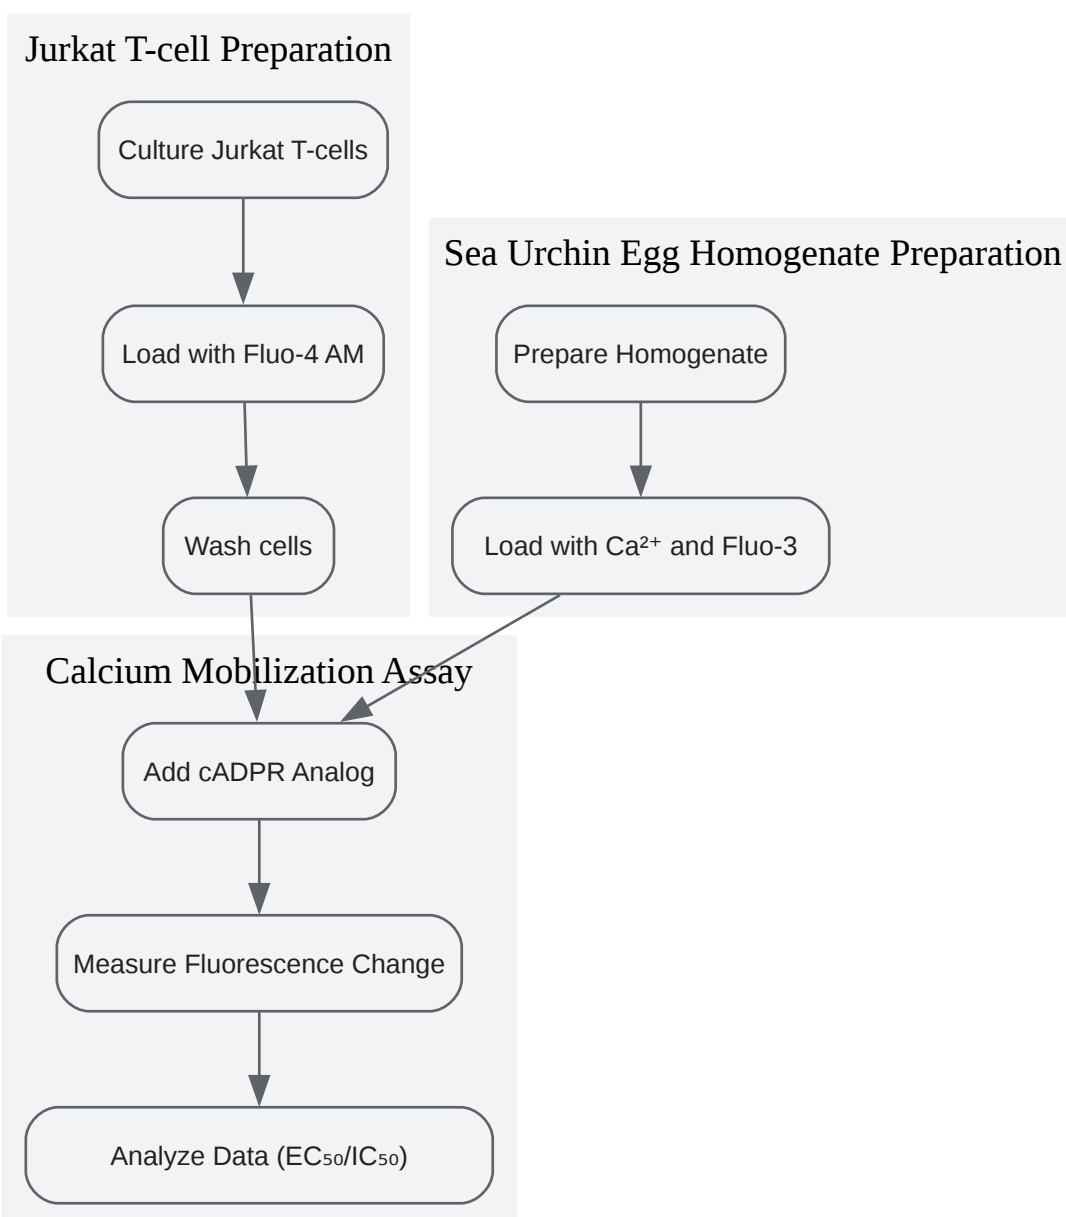 Jurkat T-cell Preparation
Culture Jurkat T-cells
Load with Fluo-4 AM
Wash cells
Sea Urchin Egg Homogenate Preparation
Prepare Homogenate
Load with Ca²⁺ and Fluo-3
Calcium Mobilization Assay
Add cADPR Analog
Measure Fluorescence Change
Analyze Data (EC₅₀/IC₅₀)